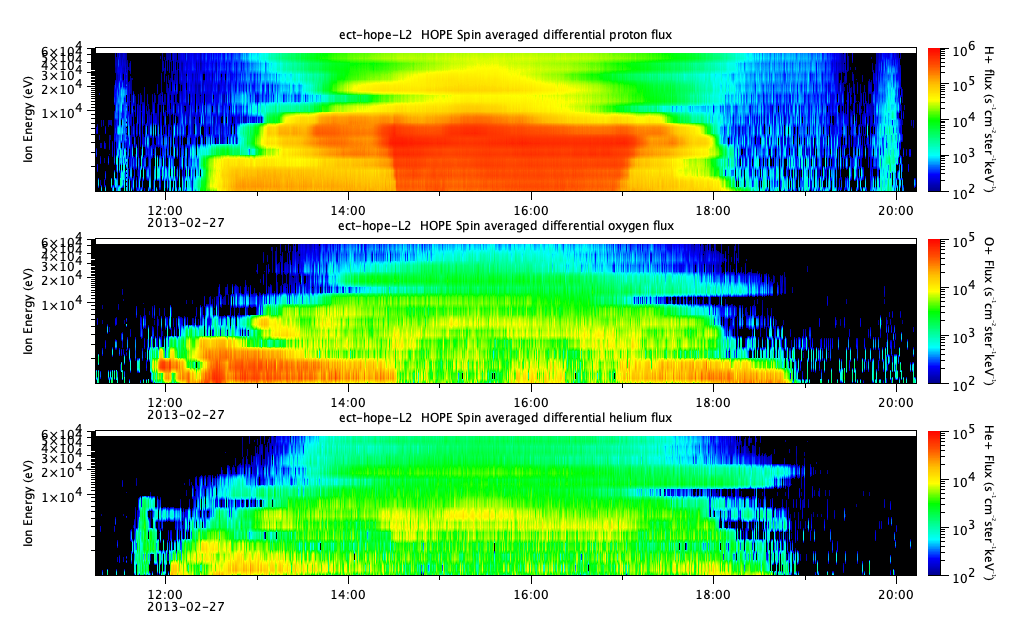 ect-hope-L2 HOPE Spin averaged differential proton flux
Ion Energy (eV)
6×10⁴
4×10⁴
3×10⁴
2×10⁴
1×10⁴
10⁶
10⁵
10⁴
10³
10²
H+ flux (s⁻¹cm⁻²ster⁻¹keV⁻¹)
12:00 14:00 16:00 18:00 20:00
2013-02-27
ect-hope-L2 HOPE Spin averaged differential oxygen flux
Ion Energy (eV)
6×10⁴
4×10⁴
3×10⁴
2×10⁴
1×10⁴
10⁵
10⁴
10³
10²
O+ Flux (s⁻¹cm⁻²ster⁻¹keV⁻¹)
12:00 14:00 16:00 18:00 20:00
2013-02-27
ect-hope-L2 HOPE Spin averaged differential helium flux
Ion Energy (eV)
6×10⁴
4×10⁴
3×10⁴
2×10⁴
1×10⁴
10⁵
10⁴
10³
10²
He+ Flux (s⁻¹cm⁻²ster⁻¹keV⁻¹)
12:00 14:00 16:00 18:00 20:00
2013-02-27